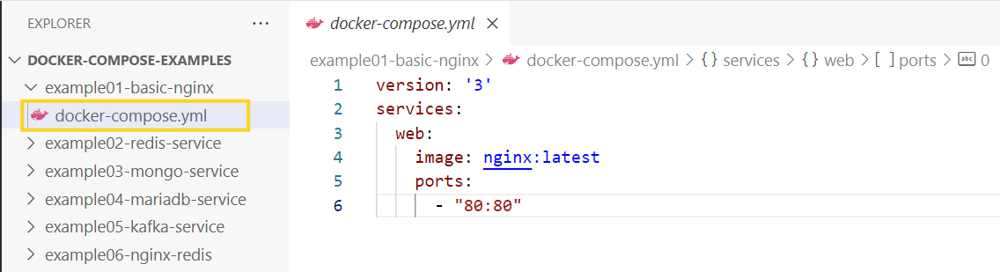 EXPLORER ...
DOCKER-COMPOSE-EXAMPLES
example01-basic-nginx
docker-compose.yml
example02-redis-service
example03-mongo-service
example04-mariadb-service
example05-kafka-service
example06-nginx-redis
docker-compose.yml
example01-basic-nginx > docker-compose.yml > {} services > {} web > [ ] ports > abc 0
1 version: '3'
2 services:
3 web:
4 image: nginx:latest
5 ports:
6 - "80:80"